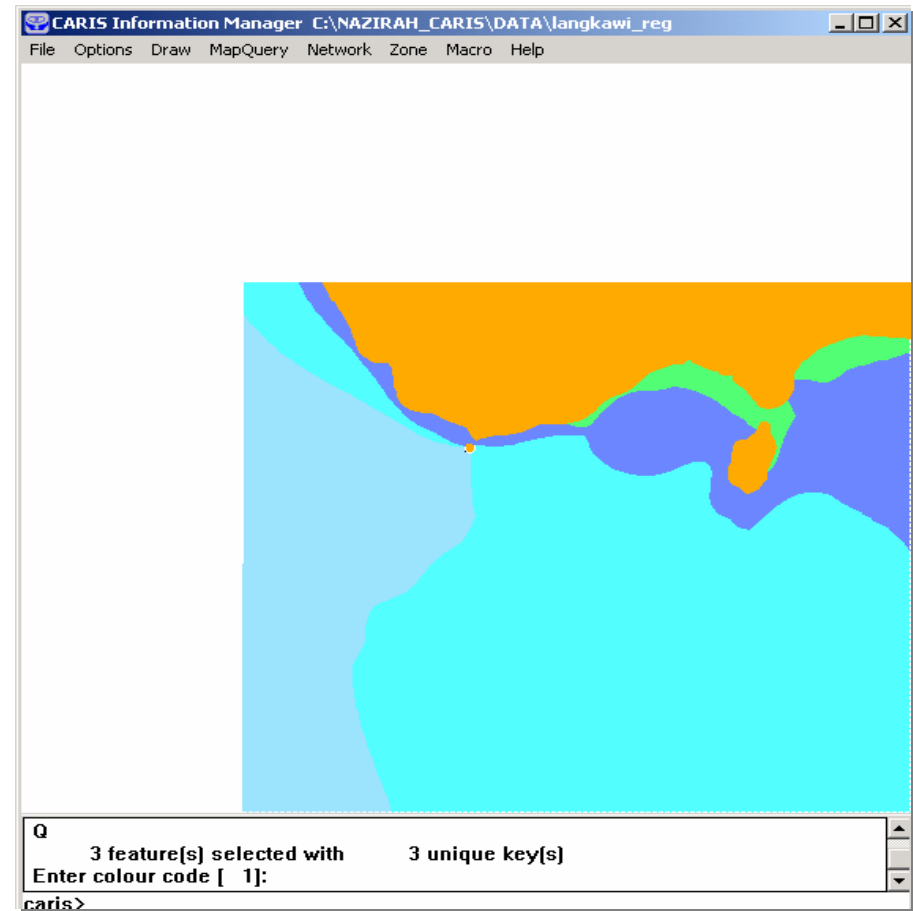 CARIS Information Manager C:\NAZIRAH_CARIS\DATA\langkawi_reg
File Options Draw MapQuery Network Zone Macro Help
Q
3 feature(s) selected with 3 unique key(s)
Enter colour code [ 1]:
caris>